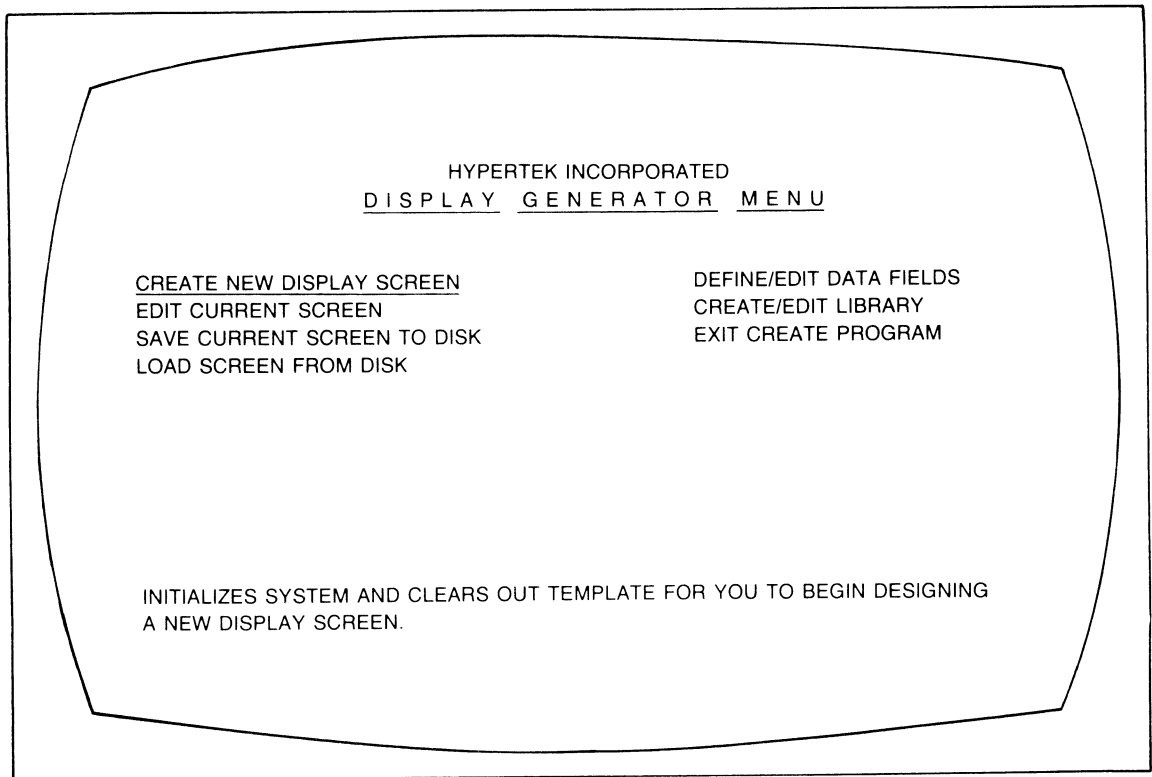 HYPERTEK INCORPORATED
DISPLAY GENERATOR MENU
CREATE NEW DISPLAY SCREEN
EDIT CURRENT SCREEN
SAVE CURRENT SCREEN TO DISK
LOAD SCREEN FROM DISK
DEFINE/EDIT DATA FIELDS
CREATE/EDIT LIBRARY
EXIT CREATE PROGRAM
INITIALIZES SYSTEM AND CLEARS OUT TEMPLATE FOR YOU TO BEGIN DESIGNING
A NEW DISPLAY SCREEN.